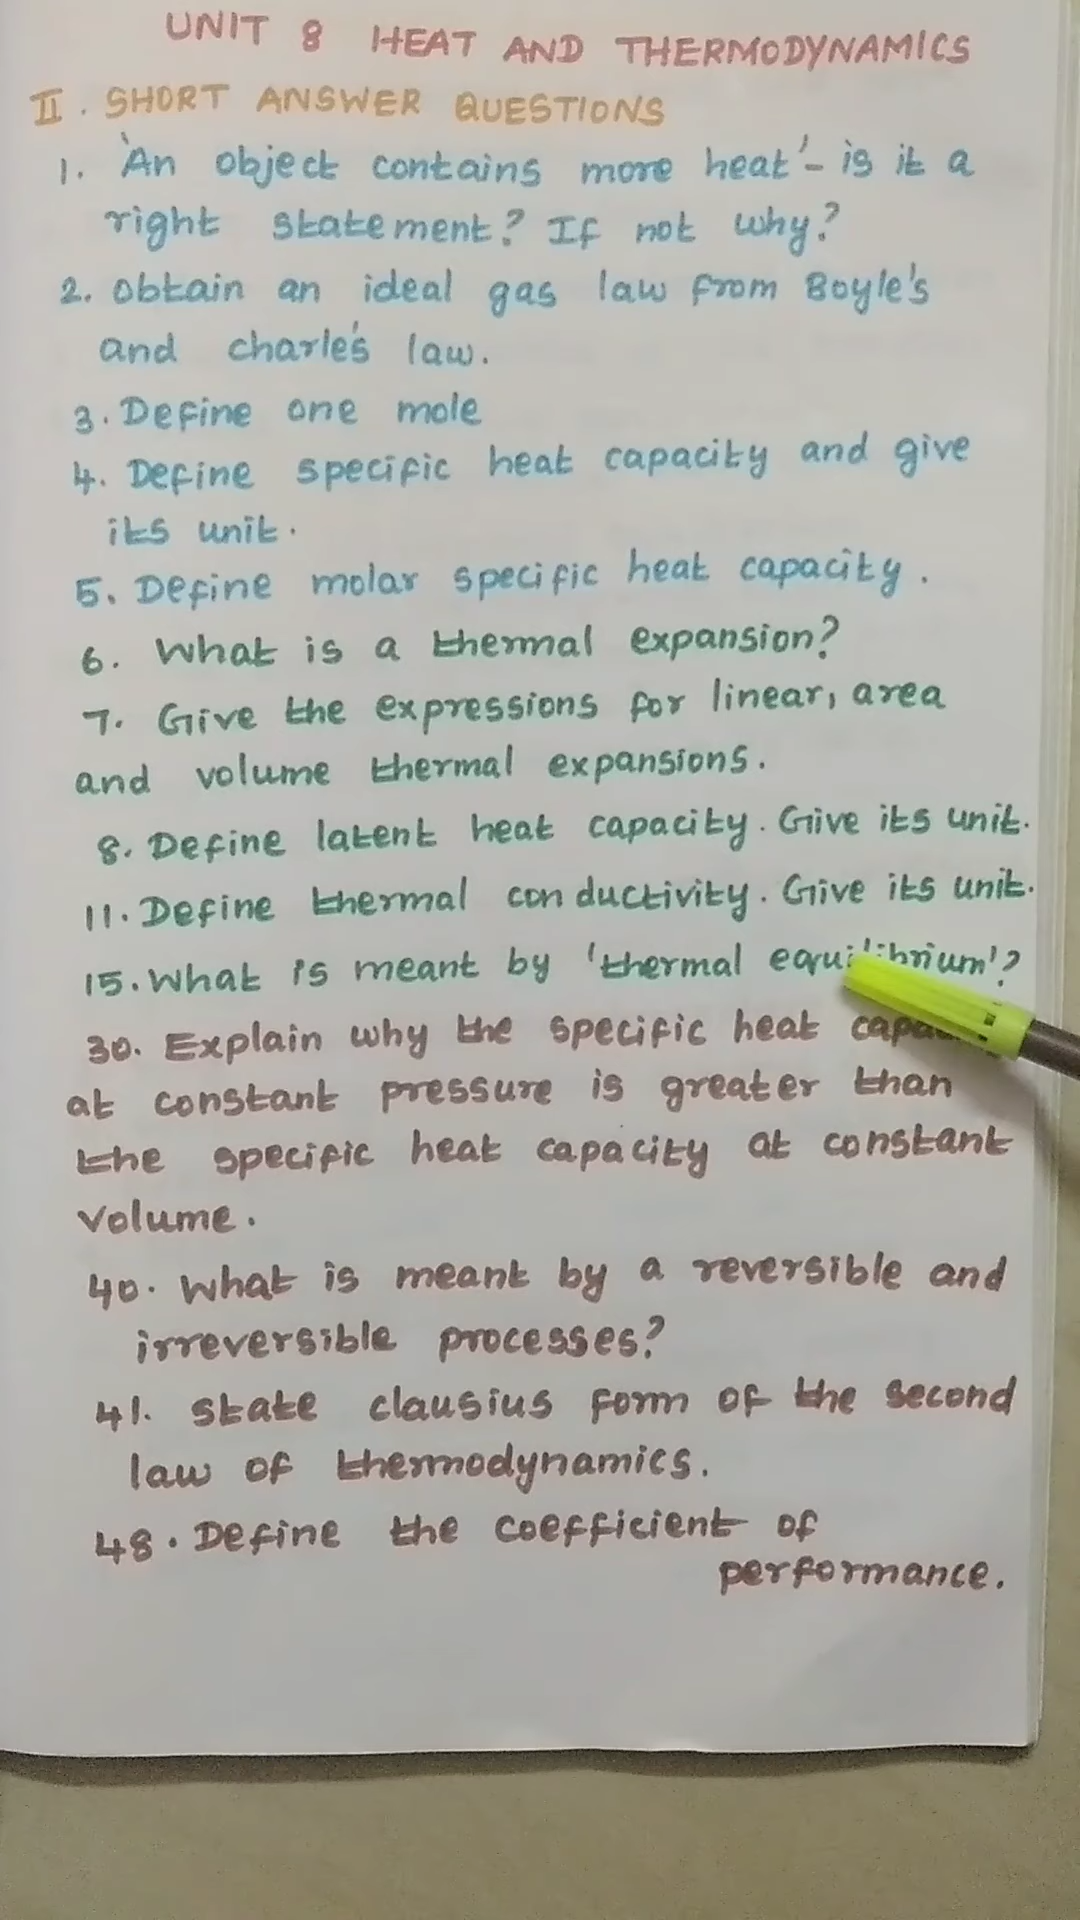 UNIT 8 HEAT AND THERMODYNAMICS
II. SHORT ANSWER QUESTIONS
1. 'An object contains more heat' - is it a
right statement? If not why?
2. Obtain an ideal gas law from Boyle's
and charle's law.
3. Define one mole
4. Define specific heat capacity and give
its unit.
5. Define molar specific heat capacity.
6. What is a thermal expansion?
7. Give the expressions for linear, area
and volume thermal expansions.
8. Define latent heat capacity. Give its unit.
11. Define thermal conductivity. Give its unit.
15. What is meant by 'thermal equilibrium'?
30. Explain why the specific heat
at constant pressure is greater than
the specific heat capacity at constant
volume.
40. What is meant by a reversible and
irreversible processes?
41. State clausius form of the second
law of thermodynamics.
48. Define the coefficient of
performance.